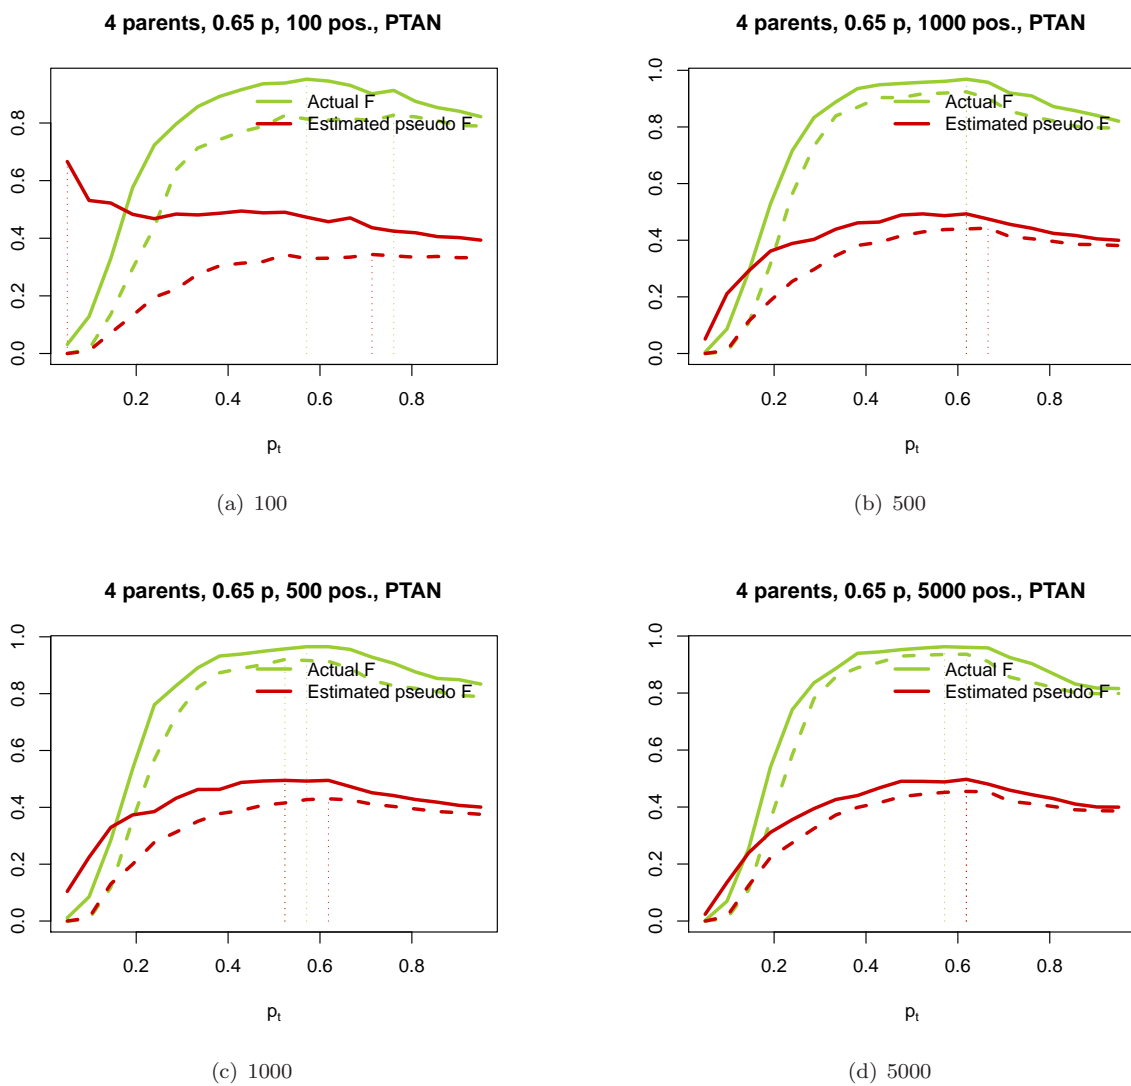 4 parents, 0.65 p, 100 pos., PTAN
Actual F
Estimated pseudo F
0.0 0.2 0.4 0.6 0.8
0.2 0.4 0.6 0.8
pt
(a) 100
4 parents, 0.65 p, 1000 pos., PTAN
Actual F
Estimated pseudo F
0.0 0.2 0.4 0.6 0.8 1.0
0.2 0.4 0.6 0.8
pt
(b) 500
4 parents, 0.65 p, 500 pos., PTAN
Actual F
Estimated pseudo F
0.0 0.2 0.4 0.6 0.8 1.0
0.2 0.4 0.6 0.8
pt
(c) 1000
4 parents, 0.65 p, 5000 pos., PTAN
Actual F
Estimated pseudo F
0.0 0.2 0.4 0.6 0.8 1.0
0.2 0.4 0.6 0.8
pt
(d) 5000